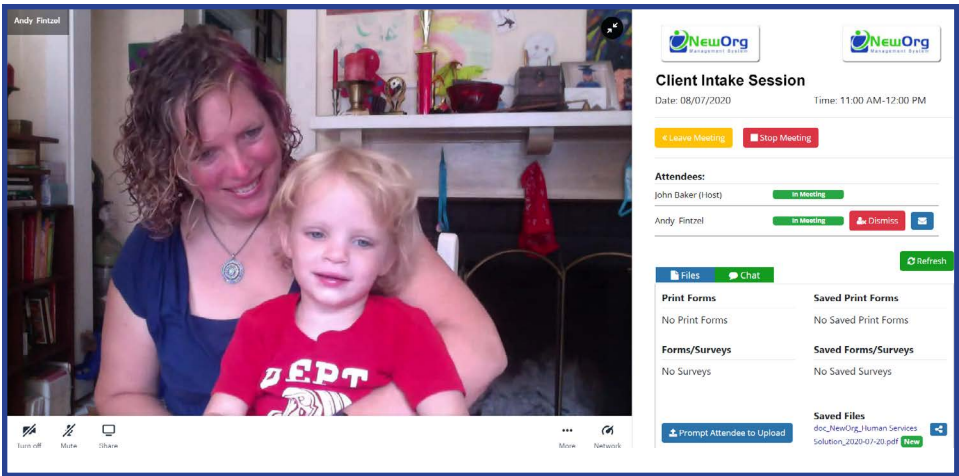 Andy Fintzel
NewOrg
Management System
NewOrg
Management System
Client Intake Session
Date: 08/07/2020
Time: 11:00 AM-12:00 PM
Leave Meeting
Stop Meeting
Attendees:
John Baker (Host)
In Meeting
Andy Fintzel
In Meeting
Dismiss
Refresh
Files
Chat
Print Forms
Saved Print Forms
No Print Forms
No Saved Print Forms
Forms/Surveys
Saved Forms/Surveys
No Surveys
No Saved Surveys
Saved Files
Prompt Attendee to Upload
doc_NewOrg_Human Services
Solution_2020-07-20.pdf New
DEPT
Turn off
Mute
Share
More
Network